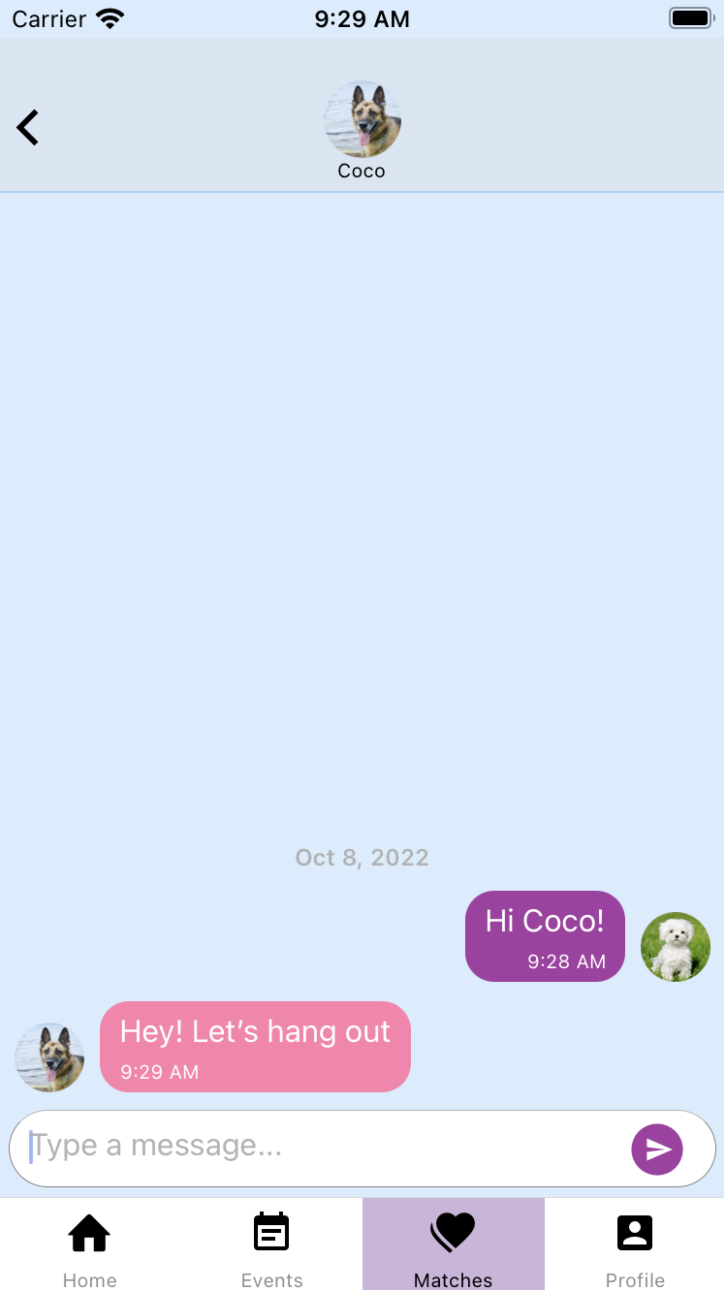 Carrier 9:29 AM
Coco
Oct 8, 2022
Hi Coco!
9:28 AM
Hey! Let’s hang out
9:29 AM
Type a message...
Home Events Matches Profile